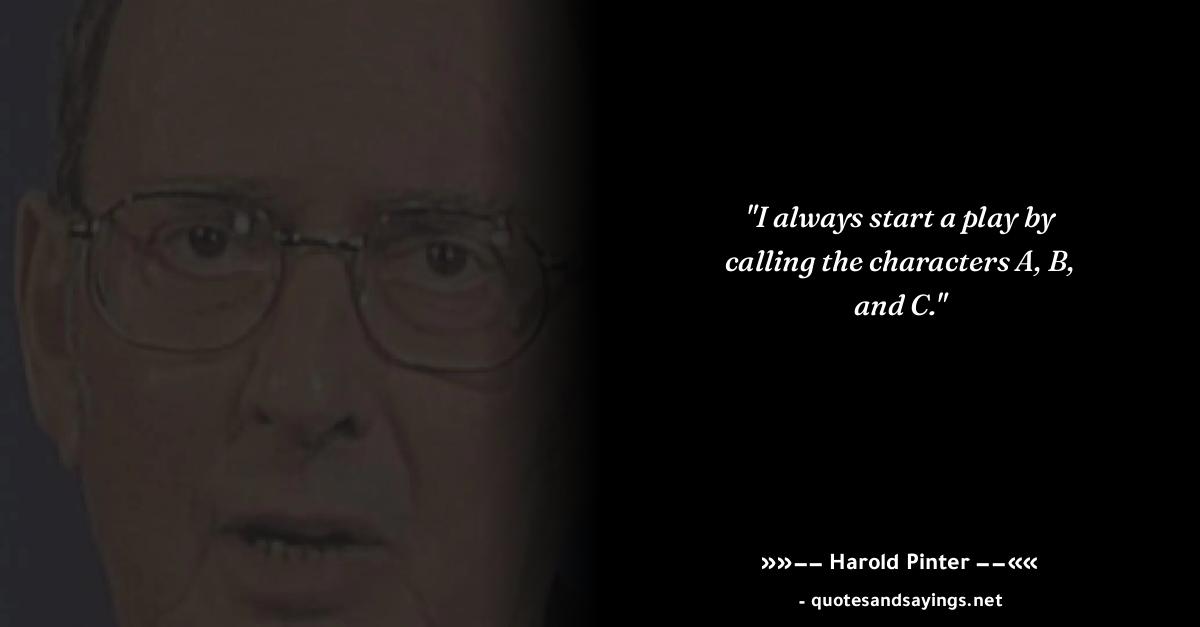 "I always start a play by
calling the characters A, B,
and C."
»»−− Harold Pinter −−««
- quotesandsayings.net